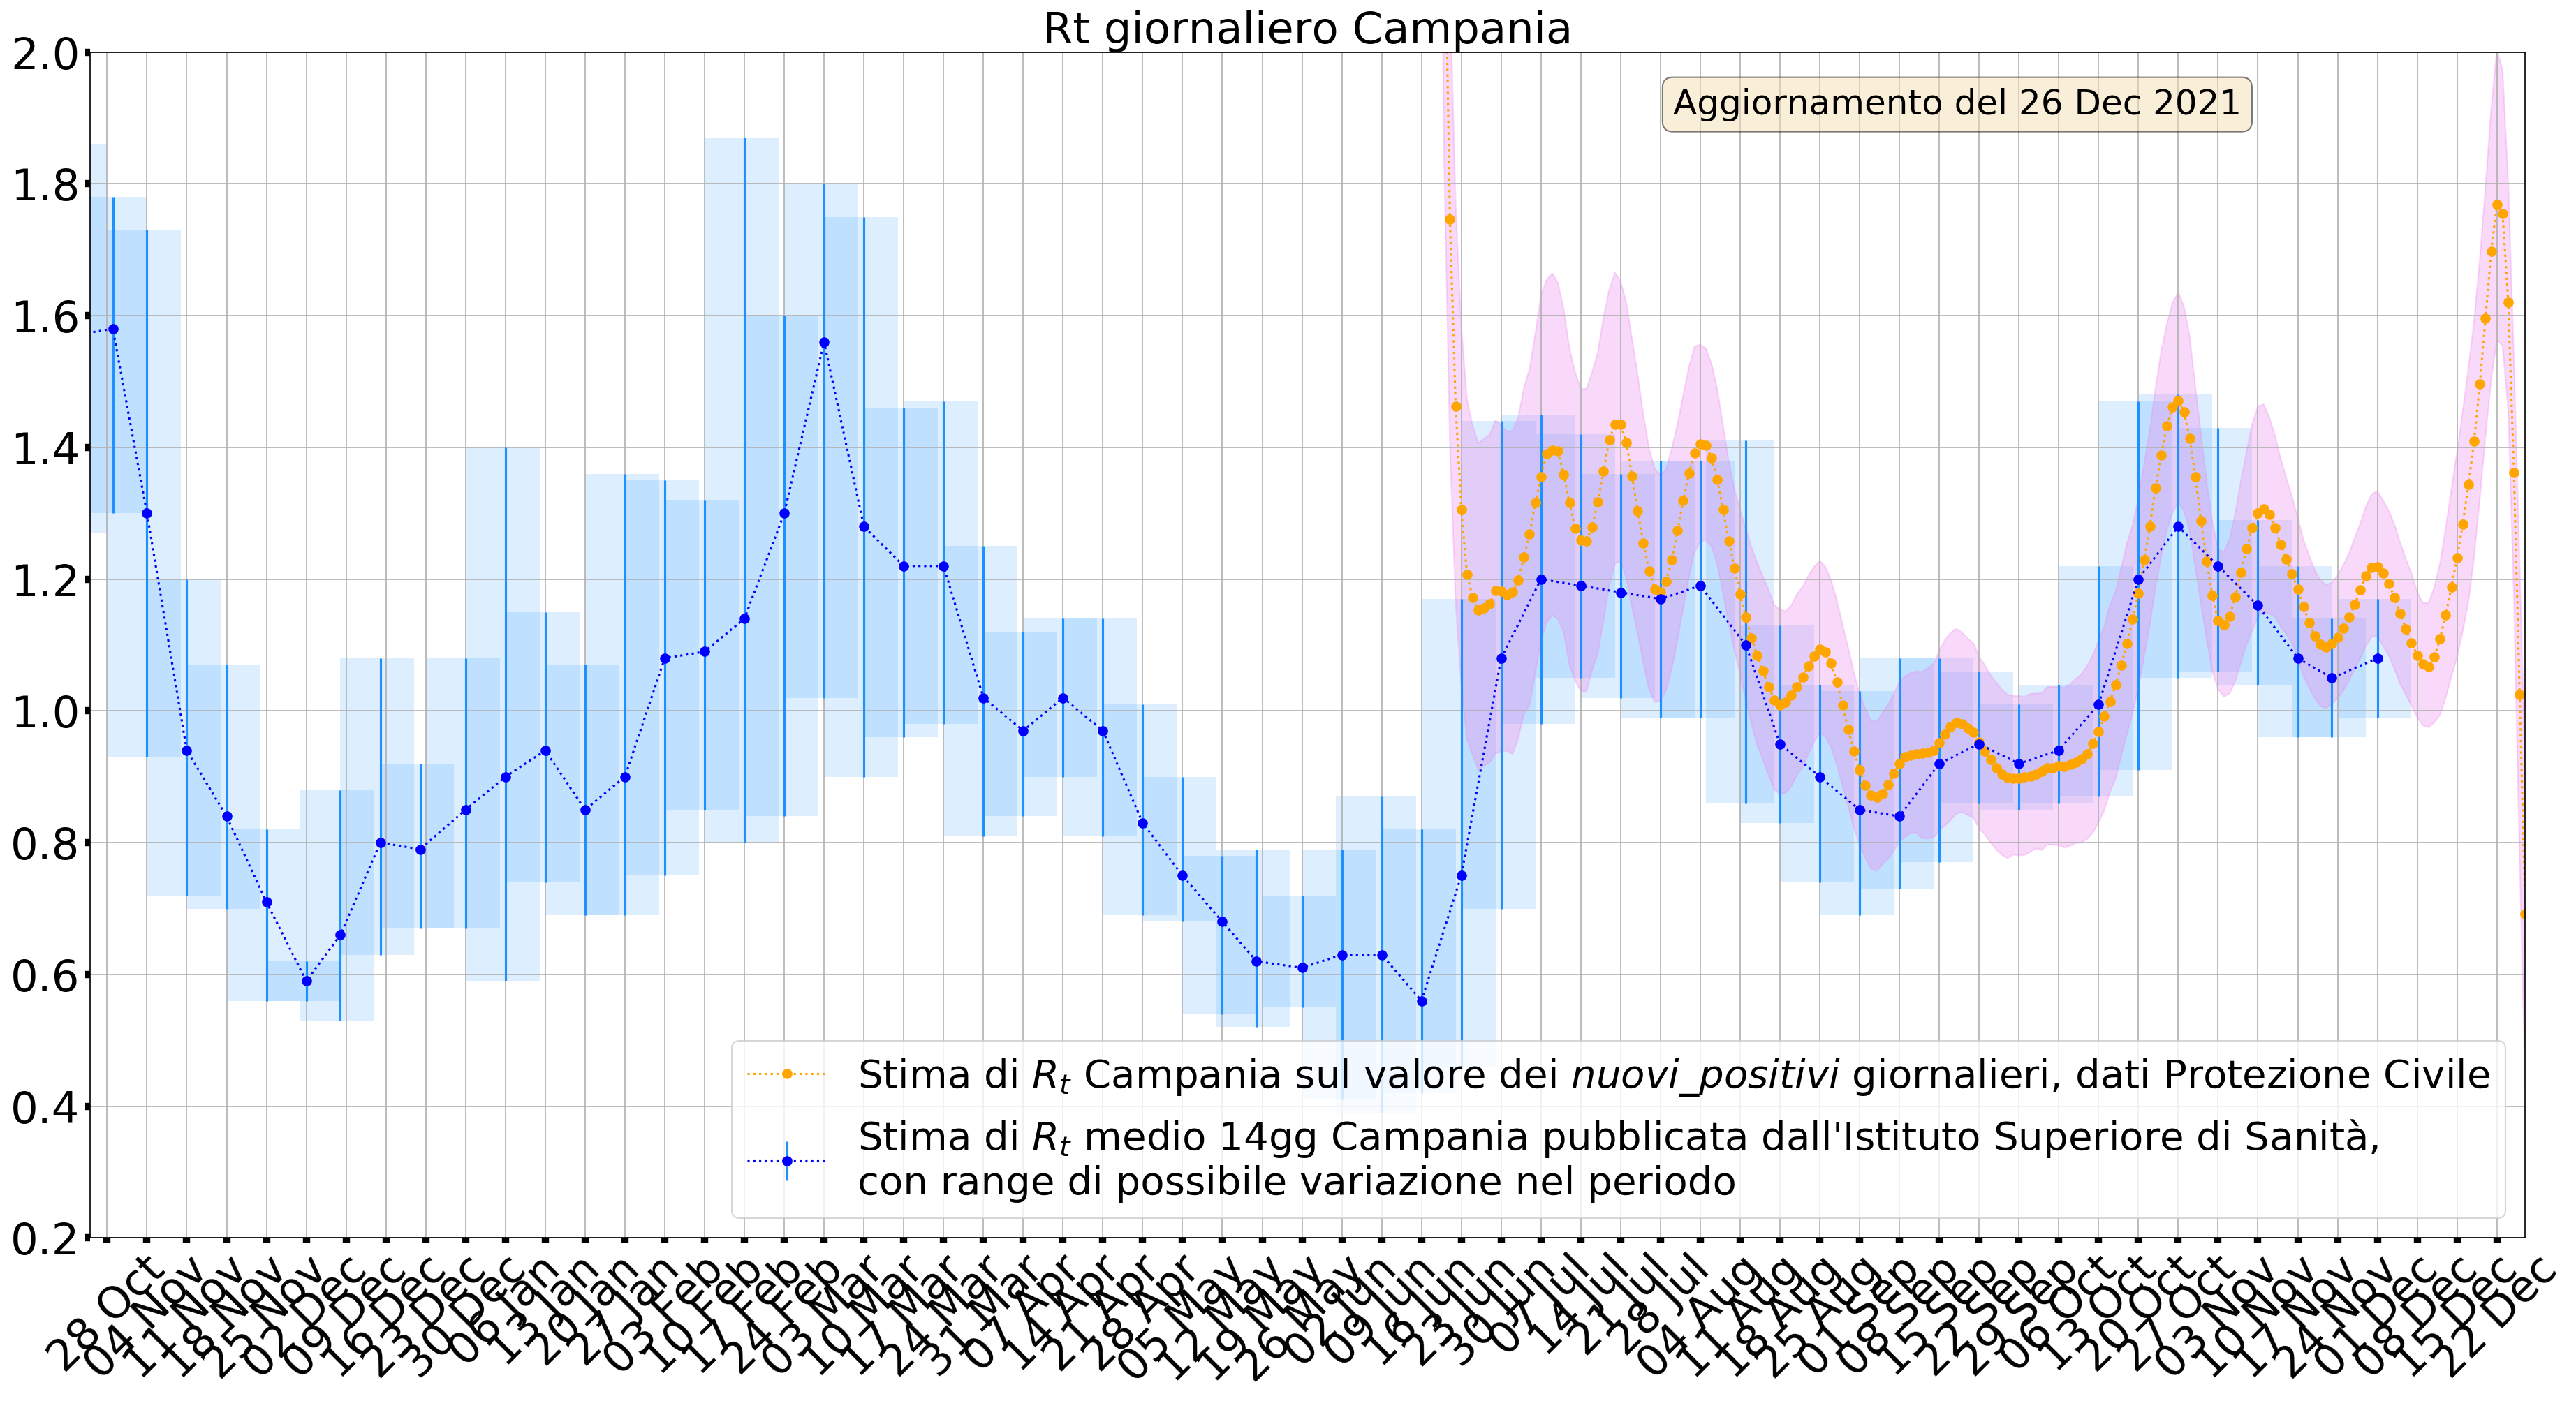 Rt giornaliero Campania
2.0
1.8
1.6
1.4
1.2
1.0
0.8
0.6
0.4
0.2
Aggiornamento del 26 Dec 2021
Stima di Rt Campania sul valore dei nuovi_positivi giornalieri, dati Protezione Civile
Stima di Rt medio 14gg Campania pubblicata dall'Istituto Superiore di Sanità,
con range di possibile variazione nel periodo
28 Oct
04 Nov
11 Nov
18 Nov
25 Nov
02 Dec
09 Dec
16 Dec
23 Dec
30 Dec
06 Jan
13 Jan
20 Jan
27 Jan
03 Feb
10 Feb
17 Feb
24 Feb
03 Mar
10 Mar
17 Mar
24 Mar
31 Mar
07 Apr
14 Apr
21 Apr
28 Apr
05 May
12 May
19 May
26 May
02 Jun
09 Jun
16 Jun
23 Jun
30 Jun
07 Jul
14 Jul
21 Jul
28 Jul
04 Aug
11 Aug
18 Aug
25 Aug
01 Sep
08 Sep
15 Sep
22 Sep
29 Sep
06 Oct
13 Oct
20 Oct
27 Oct
03 Nov
10 Nov
17 Nov
24 Nov
01 Dec
08 Dec
15 Dec
22 Dec